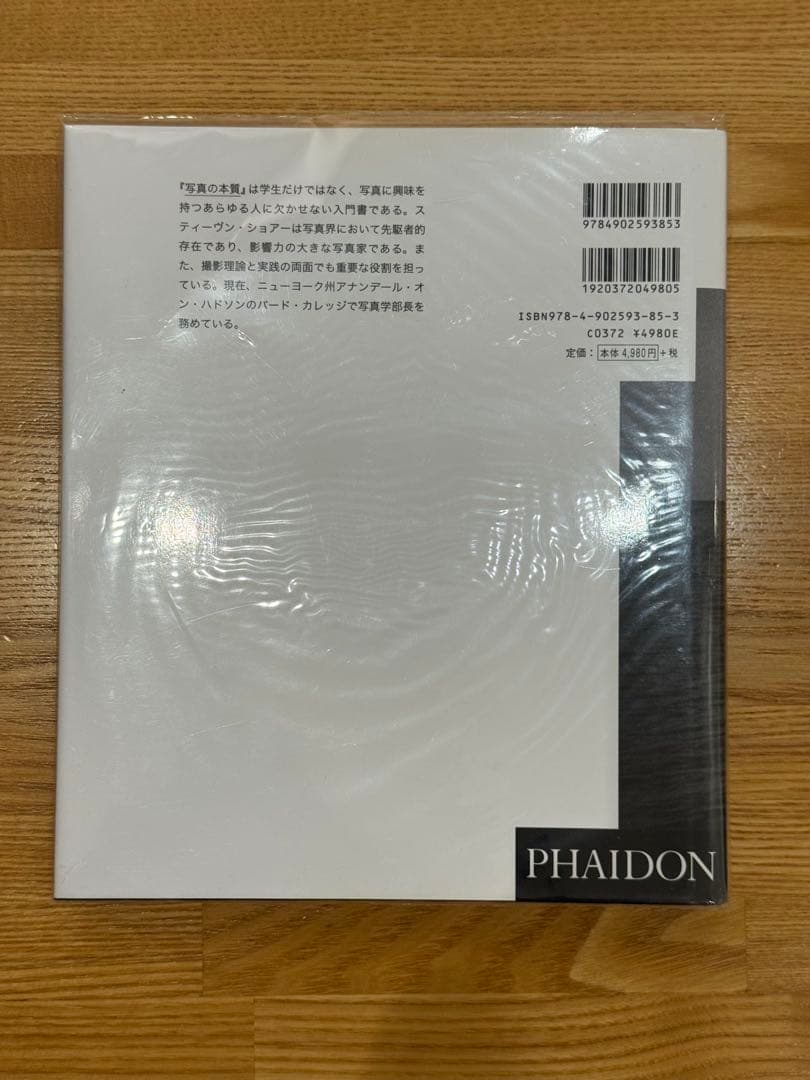 『写真の本質』は学生だけではなく、写真に興味を
持つあらゆる人に欠かせない入門書である。ス
ティーヴン・ショアーは写真界において先駆者的
存在であり、影響力の大きな写真家である。ま
た、撮影理論と実践の両面でも重要な役割を担っ
ている。現在、ニューヨーク州アナンデール・オ
ン・ハドソンのバード・カレッジで写真学部長を
務めている。
9784902593853
1920372049805
ISBN978-4-902593-85-3
C0372 ¥4980E
定価：本体 4,980円+税
PHAIDON